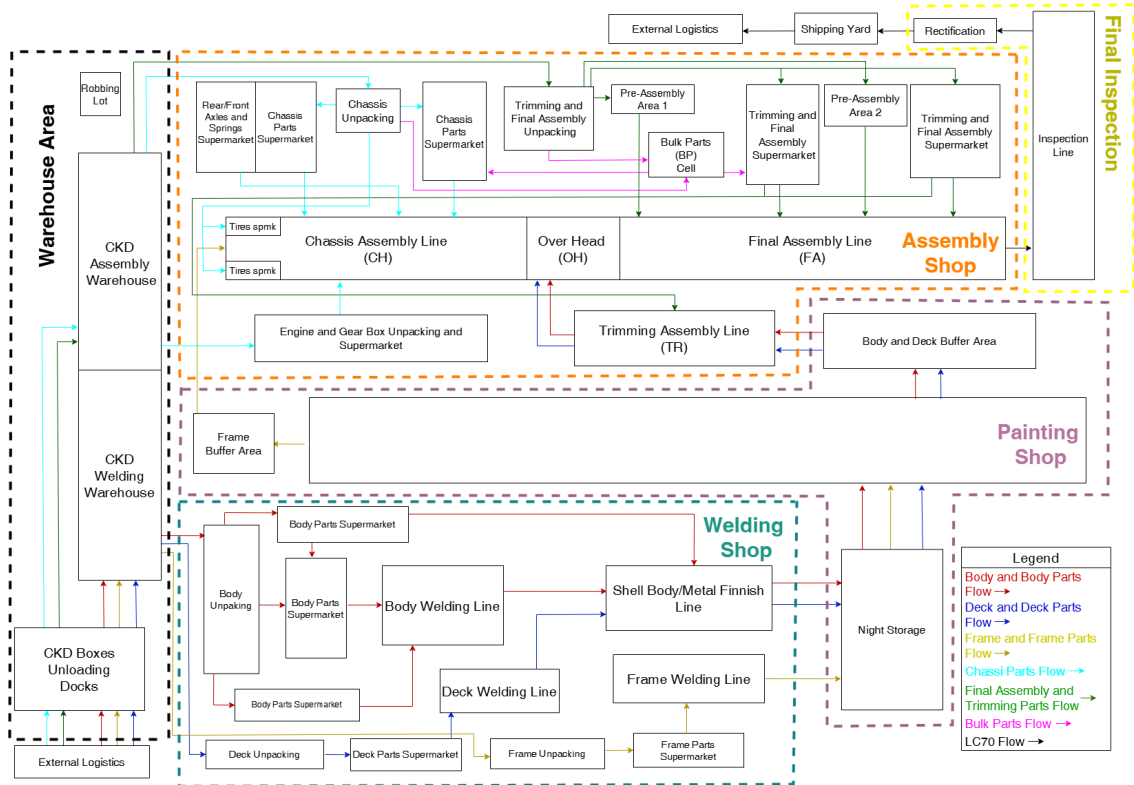 External Logistics
Shipping Yard
Rectification
Final Inspection
Inspection
Line
Warehouse Area
Robbing
Lot
CKD
Assembly
Warehouse
CKD
Welding
Warehouse
CKD Boxes
Unloading
Docks
External Logistics
Rear/Front
Axles and
Springs
Supermarket
Chassis
Parts
Supermarket
Chassis
Unpacking
Chassis
Parts
Supermarket
Trimming and
Final Assembly
Unpacking
Pre-Assembly
Area 1
Bulk Parts
(BP)
Cell
Trimming and
Final
Assembly
Supermarket
Pre-Assembly
Area 2
Trimming and
Final Assembly
Supermarket
Tires spmk
Tires spmk
Chassis Assembly Line
(CH)
Over Head
(OH)
Final Assembly Line
(FA)
Assembly
Shop
Engine and Gear Box Unpacking and
Supermarket
Trimming Assembly Line
(TR)
Body and Deck Buffer Area
Frame
Buffer Area
Painting
Shop
Welding
Shop
Body
Unpaking
Body Parts Supermarket
Body Parts
Supermarket
Body Parts Supermarket
Body Welding Line
Shell Body/Metal Finnish
Line
Deck Welding Line
Frame Welding Line
Deck Unpacking
Deck Parts Supermarket
Frame Unpacking
Frame Parts
Supermarket
Night Storage
Legend
Body and Body Parts
Flow →
Deck and Deck Parts
Flow →
Frame and Frame Parts
Flow →
Chassi Parts Flow →
Final Assembly and
Trimming Parts Flow →
Bulk Parts Flow →
LC70 Flow →